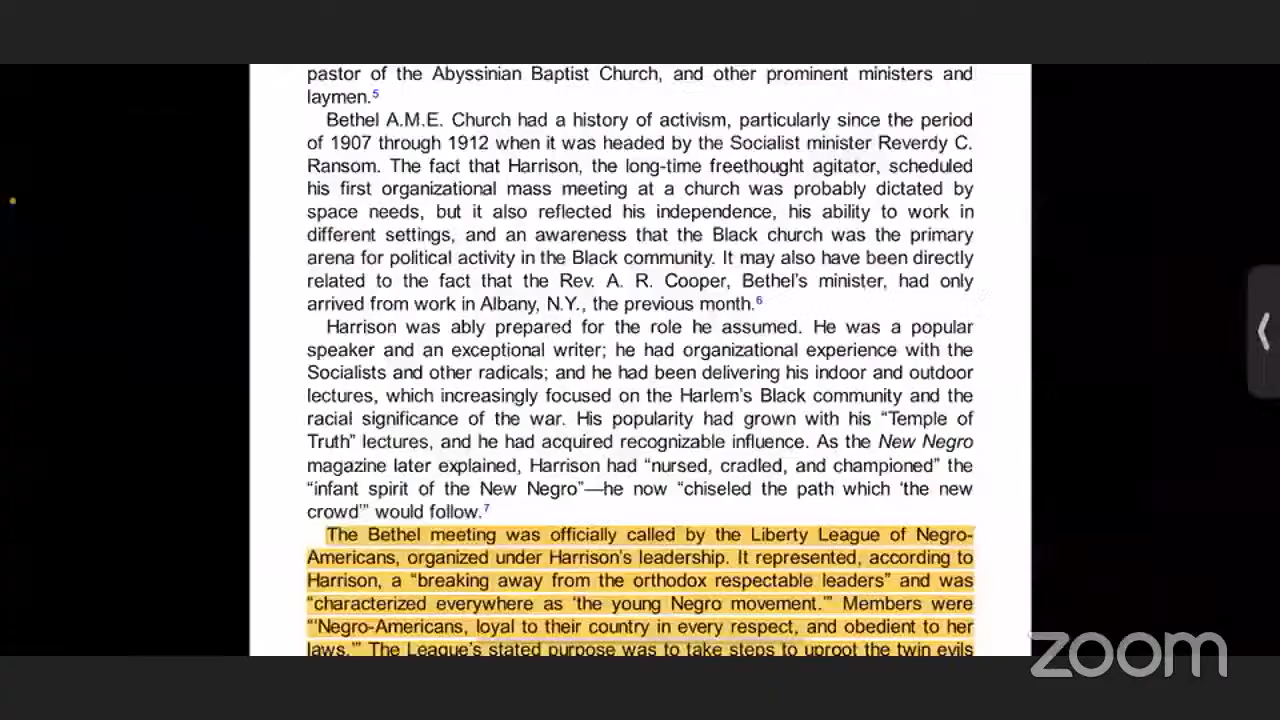 pastor of the Abyssinian Baptist Church, and other prominent ministers and
laymen.5
Bethel A.M.E. Church had a history of activism, particularly since the period
of 1907 through 1912 when it was headed by the Socialist minister Reverdy C.
Ransom. The fact that Harrison, the long-time freethought agitator, scheduled
his first organizational mass meeting at a church was probably dictated by
space needs, but it also reflected his independence, his ability to work in
different settings, and an awareness that the Black church was the primary
arena for political activity in the Black community. It may also have been directly
related to the fact that the Rev. A. R. Cooper, Bethel’s minister, had only
arrived from work in Albany, N.Y., the previous month.6
Harrison was ably prepared for the role he assumed. He was a popular
speaker and an exceptional writer; he had organizational experience with the
Socialists and other radicals; and he had been delivering his indoor and outdoor
lectures, which increasingly focused on the Harlem’s Black community and the
racial significance of the war. His popularity had grown with his “Temple of
Truth” lectures, and he had acquired recognizable influence. As the New Negro
magazine later explained, Harrison had “nursed, cradled, and championed” the
“infant spirit of the New Negro”—he now “chiseled the path which ‘the new
crowd’” would follow.7
The Bethel meeting was officially called by the Liberty League of Negro-
Americans, organized under Harrison’s leadership. It represented, according to
Harrison, a “breaking away from the orthodox respectable leaders” and was
“characterized everywhere as ‘the young Negro movement.’” Members were
“‘Negro-Americans, loyal to their country in every respect, and obedient to her
laws.’” The League’s stated purpose was to take steps to uproot the twin evils
zoom